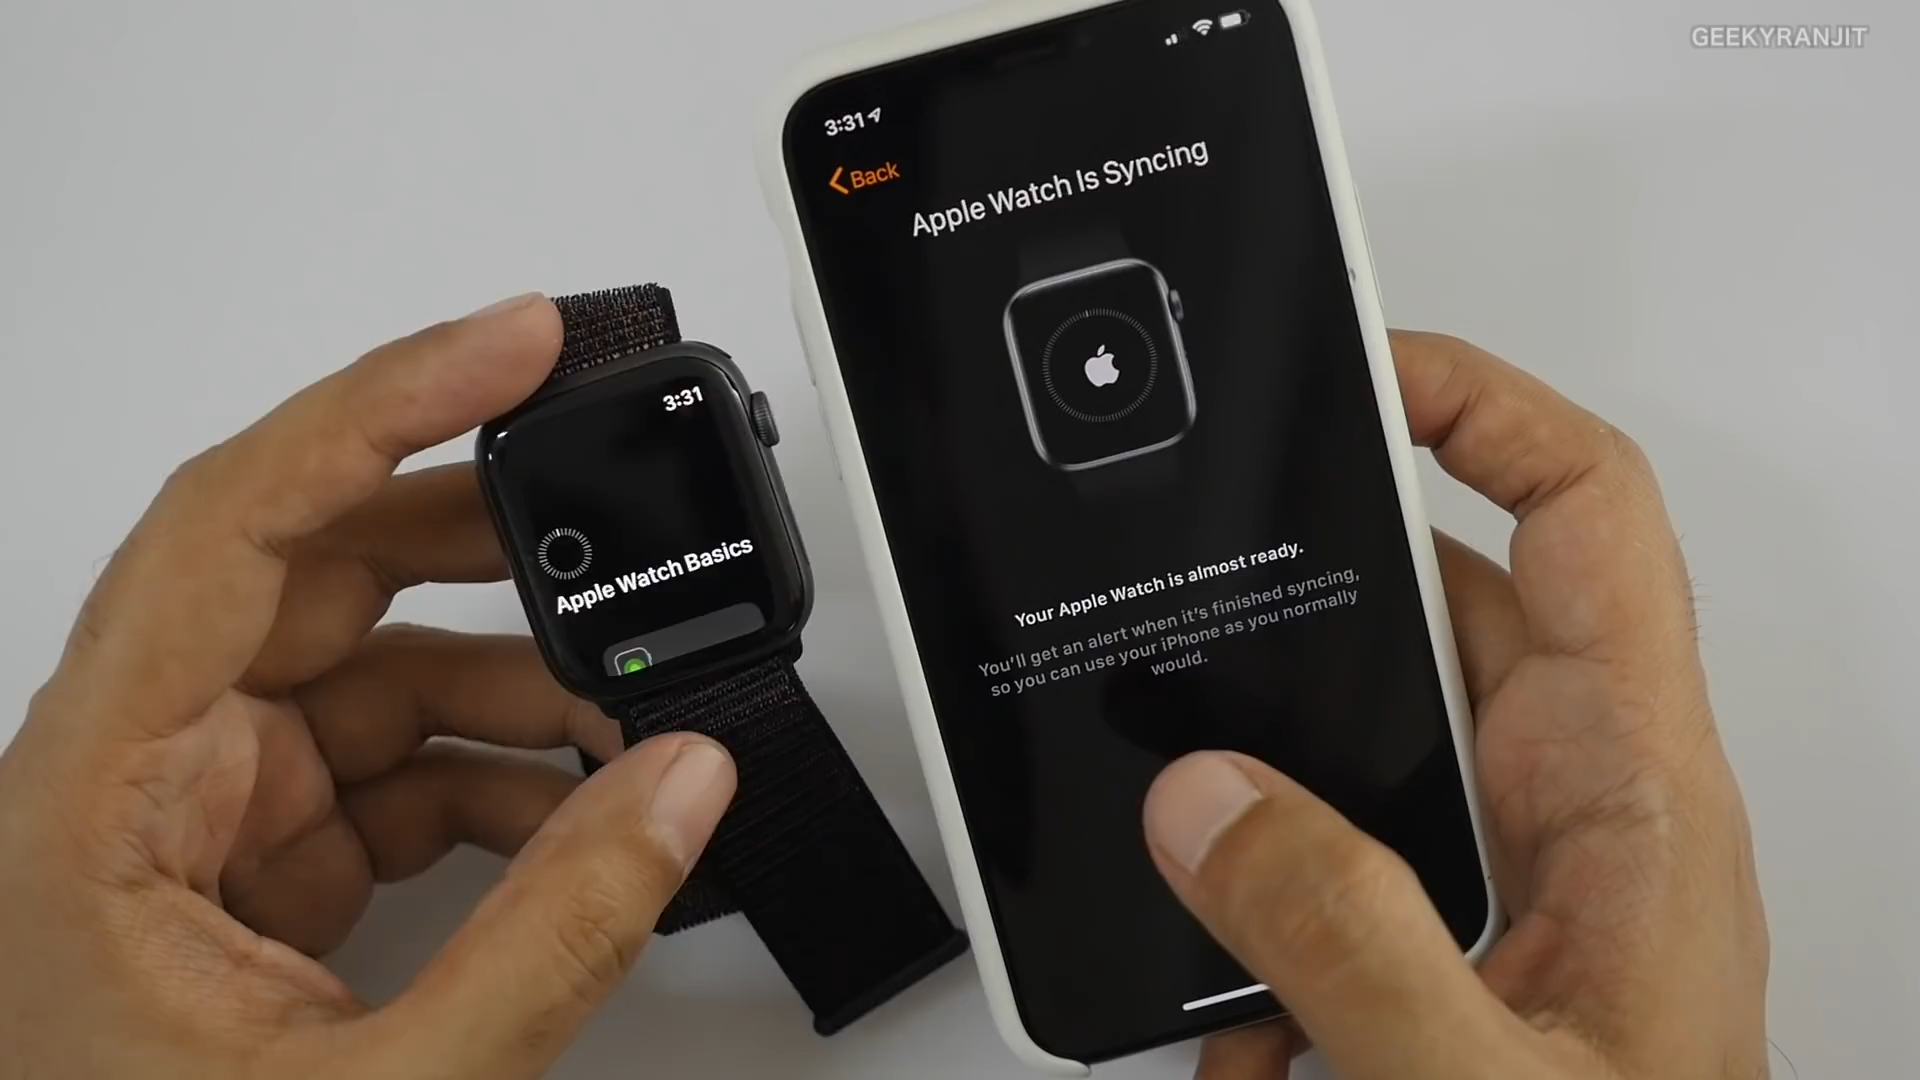 GEEKYRANJIT
3:31
Back
Apple Watch Is Syncing
3:31
Apple Watch Basics
Your Apple Watch is almost ready.
You'll get an alert when it's finished syncing,
so you can use your iPhone as you normally
would.